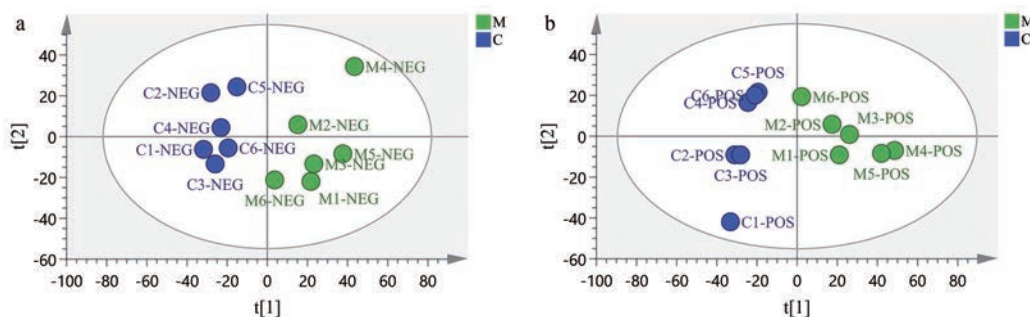 a
M
C
t[2]
60
40
20
0
-20
-40
-60
M4-NEG
C5-NEG
C2-NEG
M2-NEG
C4-NEG
C1-NEG
C6-NEG
M5-NEG
M3-NEG
C3-NEG
M6-NEG
M1-NEG
-100 -80 -60 -40 -20 0 20 40 60 80 100
t[1]
b
M
C
t[2]
60
40
20
0
-20
-40
-60
C5-POS
C6-POS
C4-POS
M6-POS
M2-POS
M3-POS
C2-POS
M1-POS
M4-POS
C3-POS
M5-POS
C1-POS
-100 -80 -60 -40 -20 0 20 40 60 80 100
t[1]